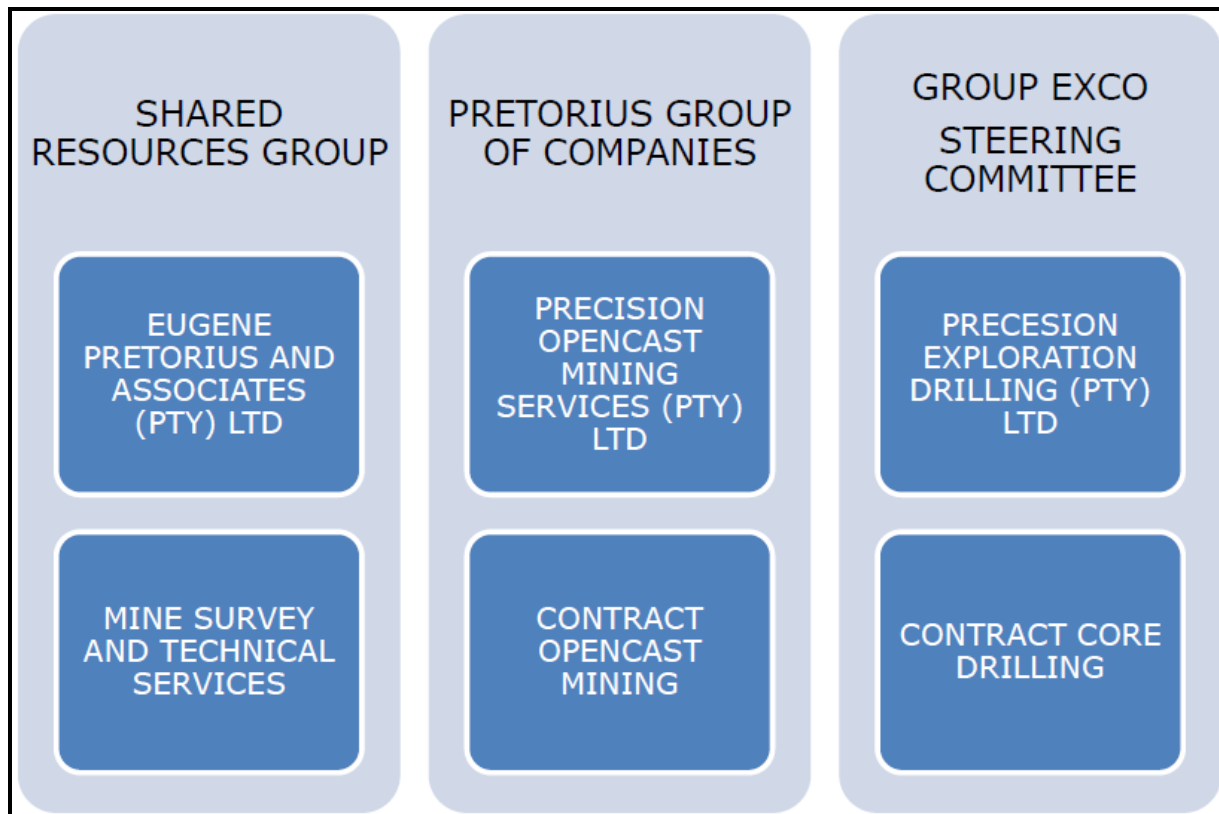 SHARED
RESOURCES GROUP
EUGENE
PRETORIUS AND
ASSOCIATES
(PTY) LTD
MINE SURVEY
AND TECHNICAL
SERVICES
PRETORIUS GROUP
OF COMPANIES
PRECISION
OPENCAST
MINING
SERVICES (PTY)
LTD
CONTRACT
OPENCAST
MINING
GROUP EXCO
STEERING
COMMITTEE
PRECESION
EXPLORATION
DRILLING (PTY)
LTD
CONTRACT CORE
DRILLING